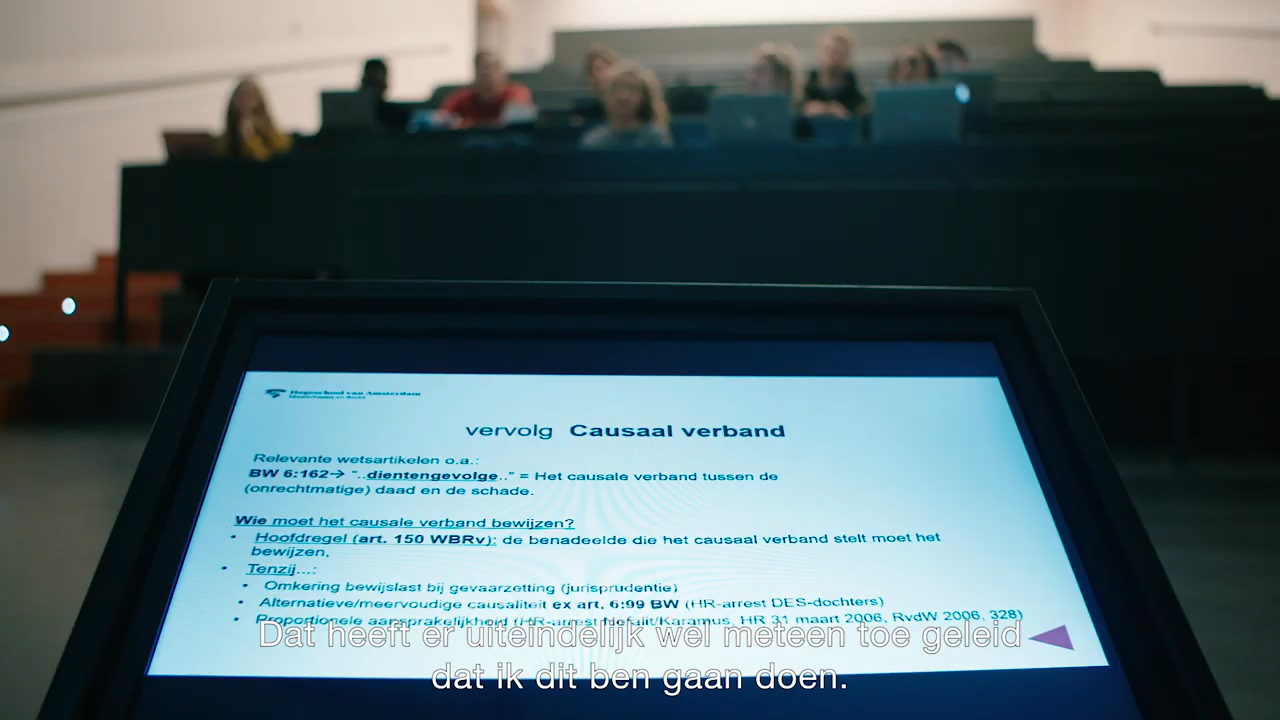 Hogeschool van Amsterdam
vervolg Causaal verband
Relevante wetsartikelen o.a.:
BW 6:162→ "..dientengevolge.." = Het causale verband tussen de
(onrechtmatige) daad en de schade.
Wie moet het causale verband bewijzen?
• Hoofdregel (art. 150 WBRv): de benadeelde die het causaal verband stelt moet het
bewijzen,
• Tenzij...:
• Omkering bewijslast bij gevaarzetting (jurisprudentie)
• Alternatieve/meervoudige causaliteit ex art. 6:99 BW (HR-arrest DES-dochters)
• Proportionele aansprakelijkheid (HR-arrest Nefalit/Karamus, HR 31 maart 2006, RvdW 2006, 328)
Dat heeft er uiteindelijk wel meteen toe geleid
dat ik dit ben gaan doen.